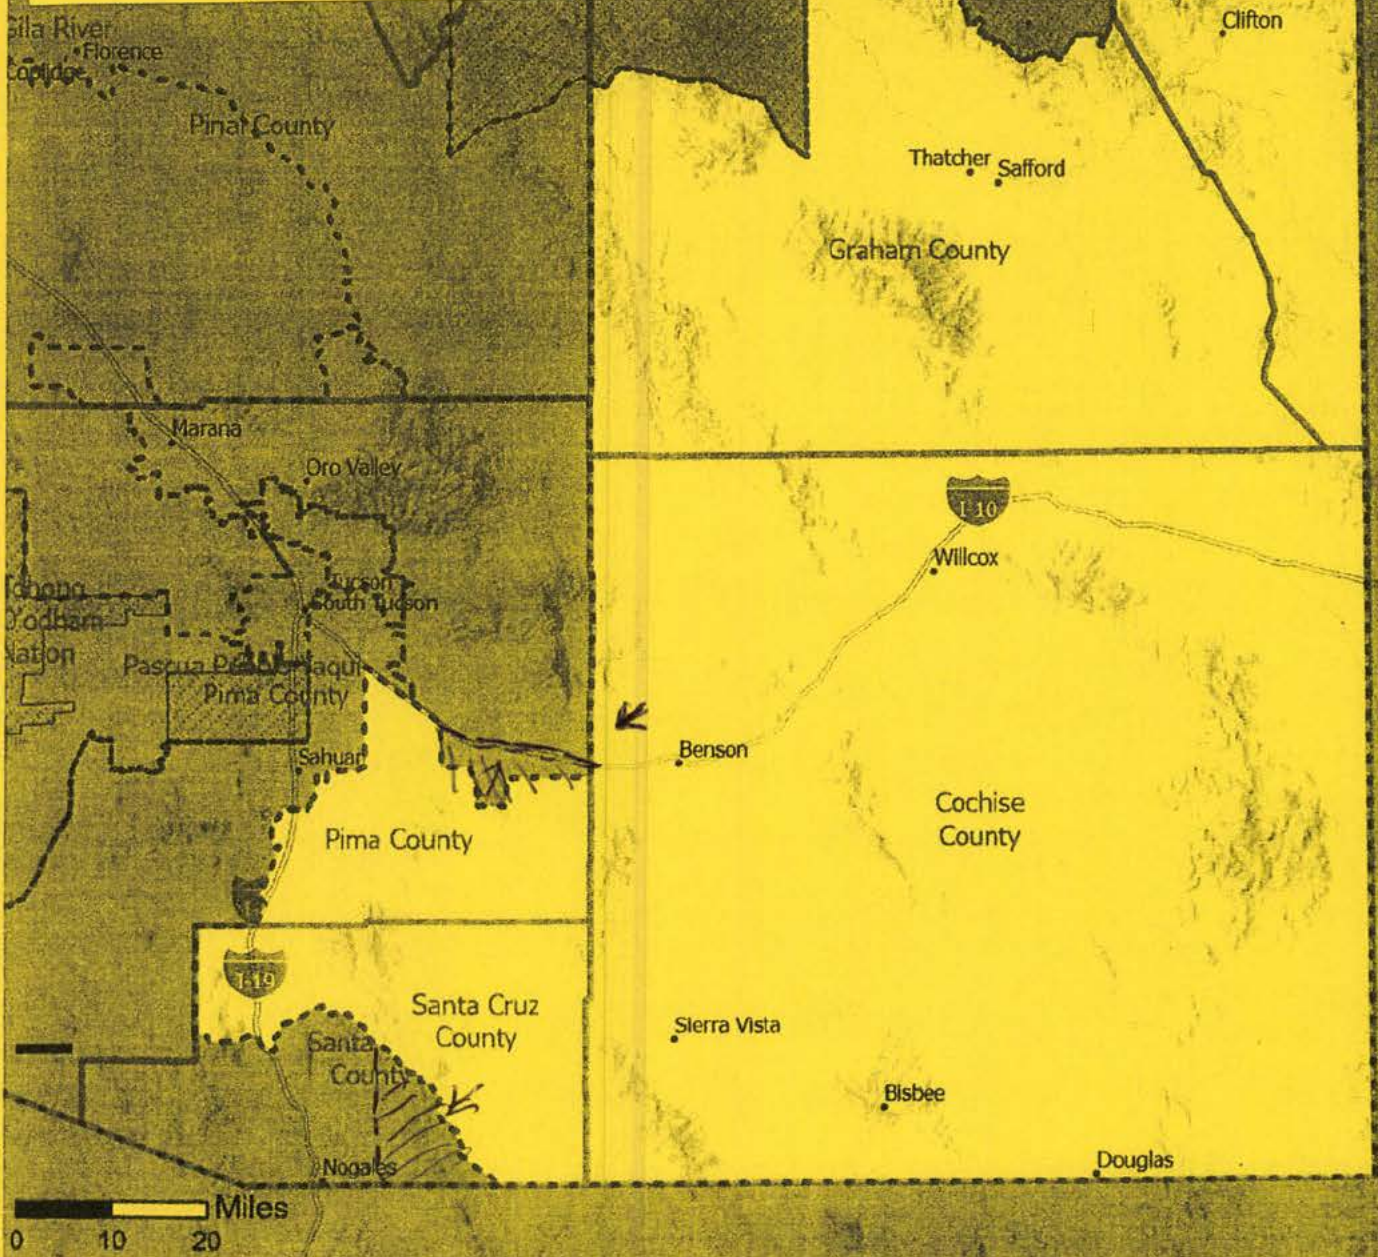 Gila River
Florence
Coolidge
Clifton
Pinal County
Thatcher
Safford
Graham County
Marana
Oro Valley
I-10
Willcox
Tucson
South Tucson
Tohono
O'odham
Nation
Pascua
Yaqui
Pima County
Sahuari
Benson
Pima County
Cochise
County
I-19
Santa Cruz
County
Santa
County
Sierra Vista
Bisbee
Nogales
Douglas
Miles
0 10 20